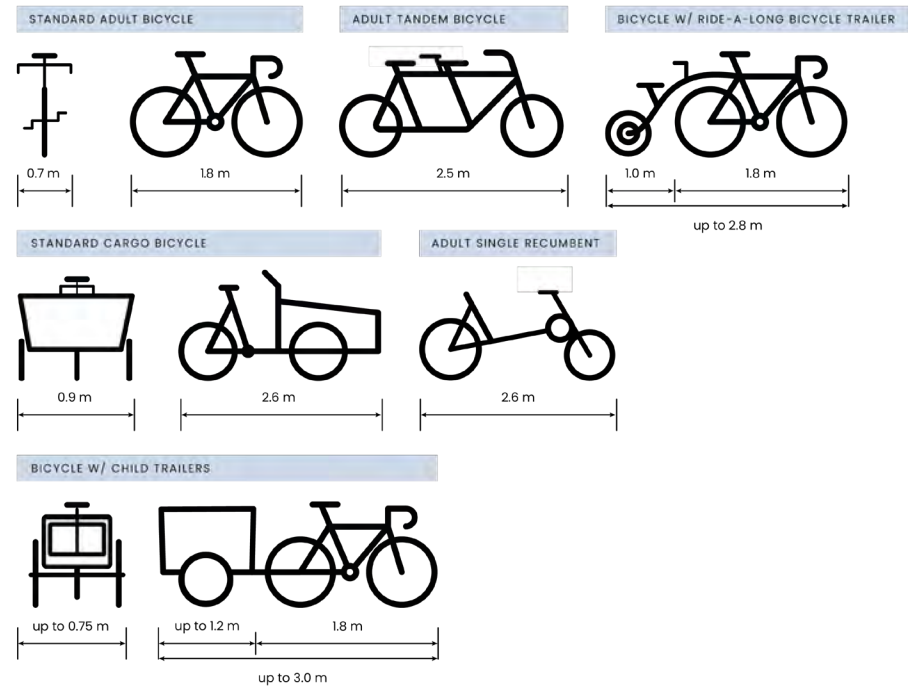 STANDARD ADULT BICYCLE
ADULT TANDEM BICYCLE
BICYCLE W/ RIDE-A-LONG BICYCLE TRAILER
0.7 m
1.8 m
2.5 m
1.0 m
1.8 m
up to 2.8 m
STANDARD CARGO BICYCLE
ADULT SINGLE RECUMBENT
0.9 m
2.6 m
2.6 m
BICYCLE W/ CHILD TRAILERS
up to 0.75 m
up to 1.2 m
1.8 m
up to 3.0 m